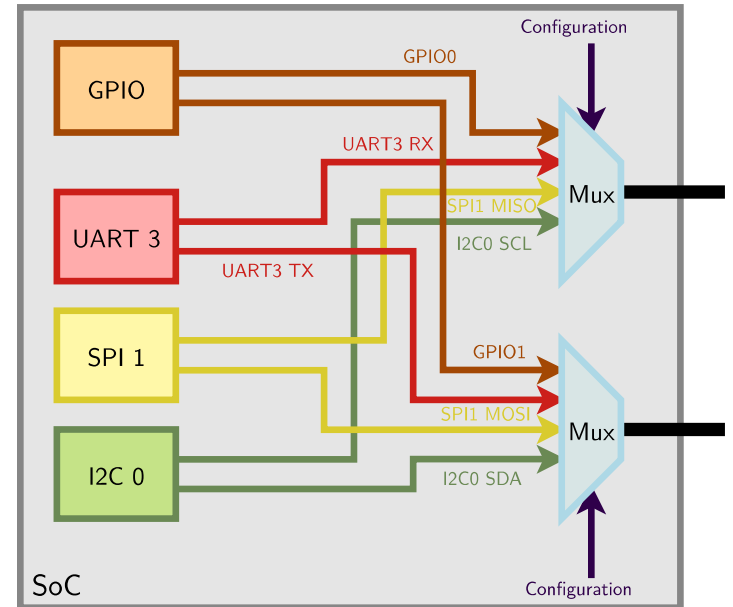 Configuration
GPIO0
GPIO
UART3 RX
Mux
SPI1 MISO
UART 3
I2C0 SCL
UART3 TX
GPIO1
SPI 1
SPI1 MOSI
Mux
I2C 0
I2C0 SDA
SoC
Configuration